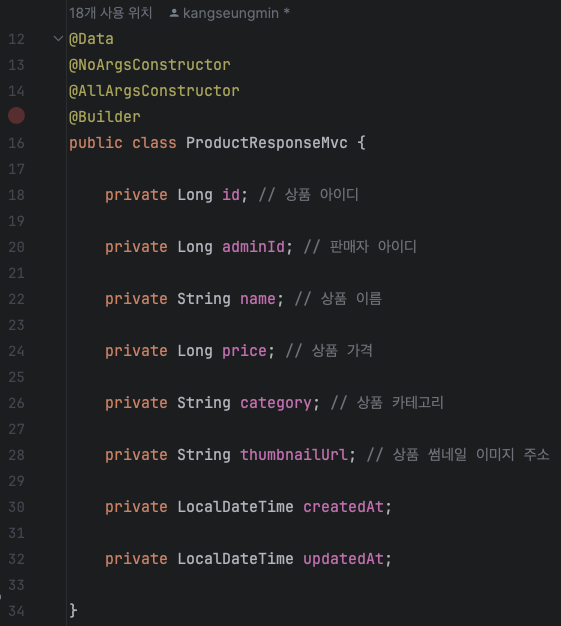 18개 사용 위치 kangseungmin *
12 @Data
13 @NoArgsConstructor
14 @AllArgsConstructor
@Builder
16 public class ProductResponseMvc {
17
18 private Long id; // 상품 아이디
19
20 private Long adminId; // 판매자 아이디
21
22 private String name; // 상품 이름
23
24 private Long price; // 상품 가격
25
26 private String category; // 상품 카테고리
27
28 private String thumbnailUrl; // 상품 썸네일 이미지 주소
29
30 private LocalDateTime createdAt;
31
32 private LocalDateTime updatedAt;
33
34 }